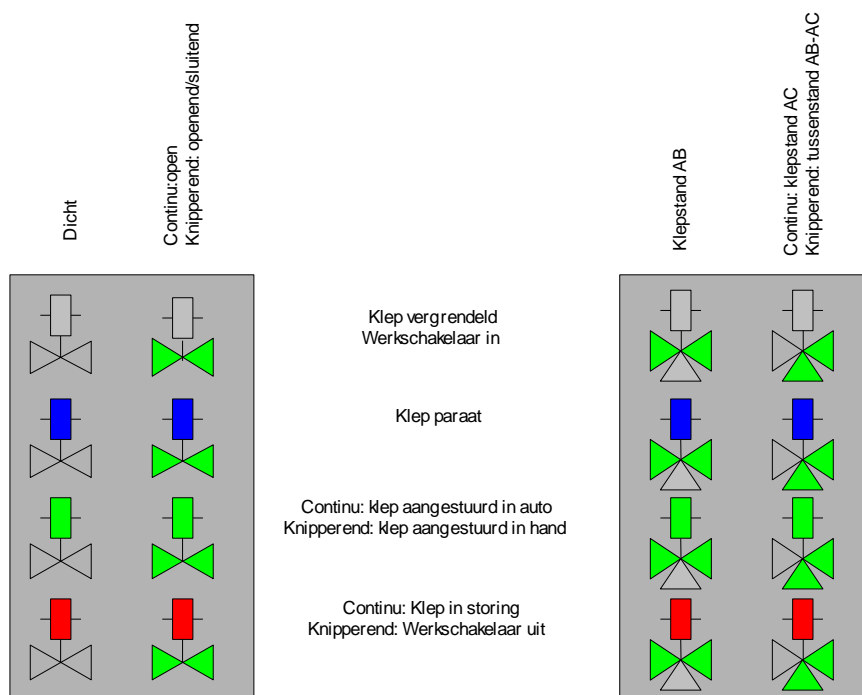 Dicht
Continu:open
Knipperend: openend/sluitend
Klepstand AB
Continu: klepstand AC
Knipperend: tussenstand AB-AC
Klep vergrendeld
Werkschakelaar in
Klep paraat
Continu: klep aangestuurd in auto
Knipperend: klep aangestuurd in hand
Continu: Klep in storing
Knipperend: Werkschakelaar uit